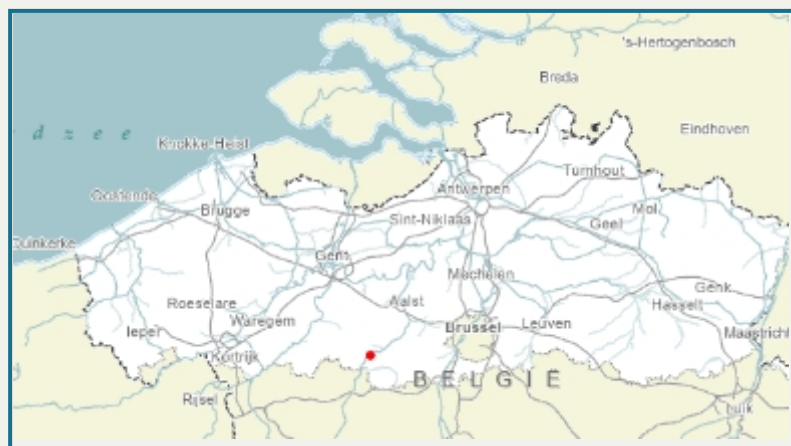 's-Hertogenbosch
Breda
Eindhoven
d z e e
Knokke-Heist
Turnhout
Antwerpen
Oostende
Brugge
Sint-Niklaas
Geel
Mol
Duinkerke
Gent
Mechelen
Genk
Roeselare
Aalst
Hasselt
Ieper
Waregem
Brussel
Leuven
Maastricht
Kortrijk
BELGIË
Rijsel
Luik